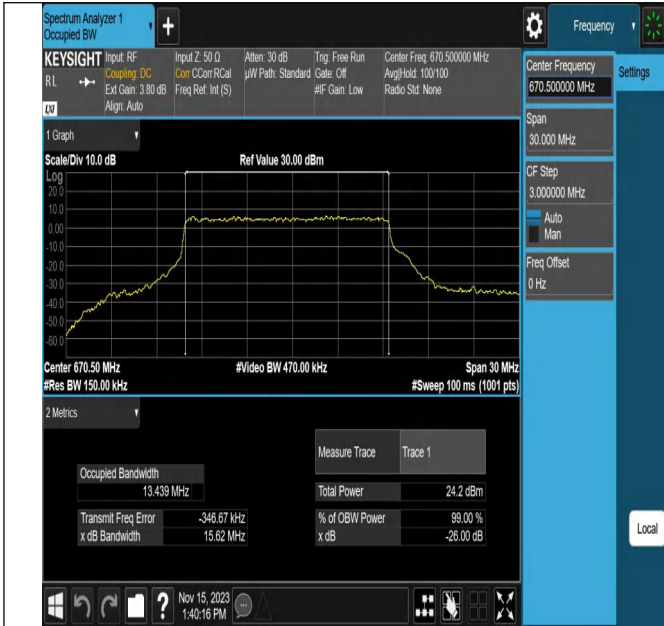 Spectrum Analyzer 1
Occupied BW
Frequency
KEYSIGHT
RL
LXI
Input: RF
Coupling: DC
Ext Gain: 3.80 dB
Align: Auto
Input Z: 50 Ω
Corr CCorr RCal
Freq Ref: Int (S)
Atten: 30 dB
µW Path: Standard
Trig: Free Run
Gate: Off
#IF Gain: Low
Center Freq: 670.500000 MHz
Avg|Hold: 100/100
Radio Std: None
Center Frequency
670.500000 MHz
Settings
Span
30.000 MHz
CF Step
3.000000 MHz
Auto
Man
Freq Offset
0 Hz
1 Graph
Scale/Div 10.0 dB
Ref Value 30.00 dBm
Log
20.0
10.0
0.00
-10.0
-20.0
-30.0
-40.0
-50.0
-60.0
Center 670.50 MHz
#Video BW 470.00 kHz
Span 30 MHz
#Res BW 150.00 kHz
#Sweep 100 ms (1001 pts)
2 Metrics
Measure Trace Trace 1
Occupied Bandwidth
13.439 MHz
Total Power 24.2 dBm
Transmit Freq Error -346.67 kHz
% of OBW Power 99.00 %
x dB Bandwidth 15.62 MHz
x dB -26.00 dB
Local
?
Nov 15, 2023
1:40:16 PM